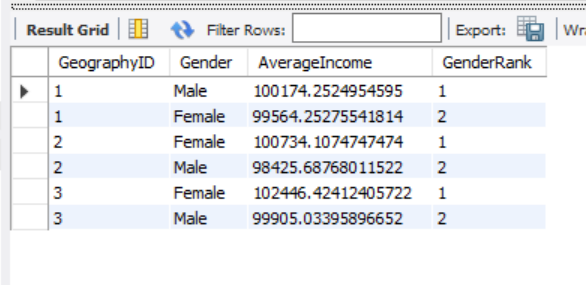 Result Grid Filter Rows: Export:
GeographyID Gender AverageIncome GenderRank
1 Male 100174.2524954595 1
1 Female 99564.25275541814 2
2 Female 100734.1074747474 1
2 Male 98425.68768011522 2
3 Female 102446.42412405722 1
3 Male 99905.03395896652 2